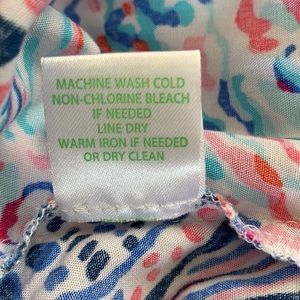 MACHINE WASH COLD
NON-CHLORINE BLEACH
IF NEEDED
LINE DRY
WARM IRON IF NEEDED
OR DRY CLEAN